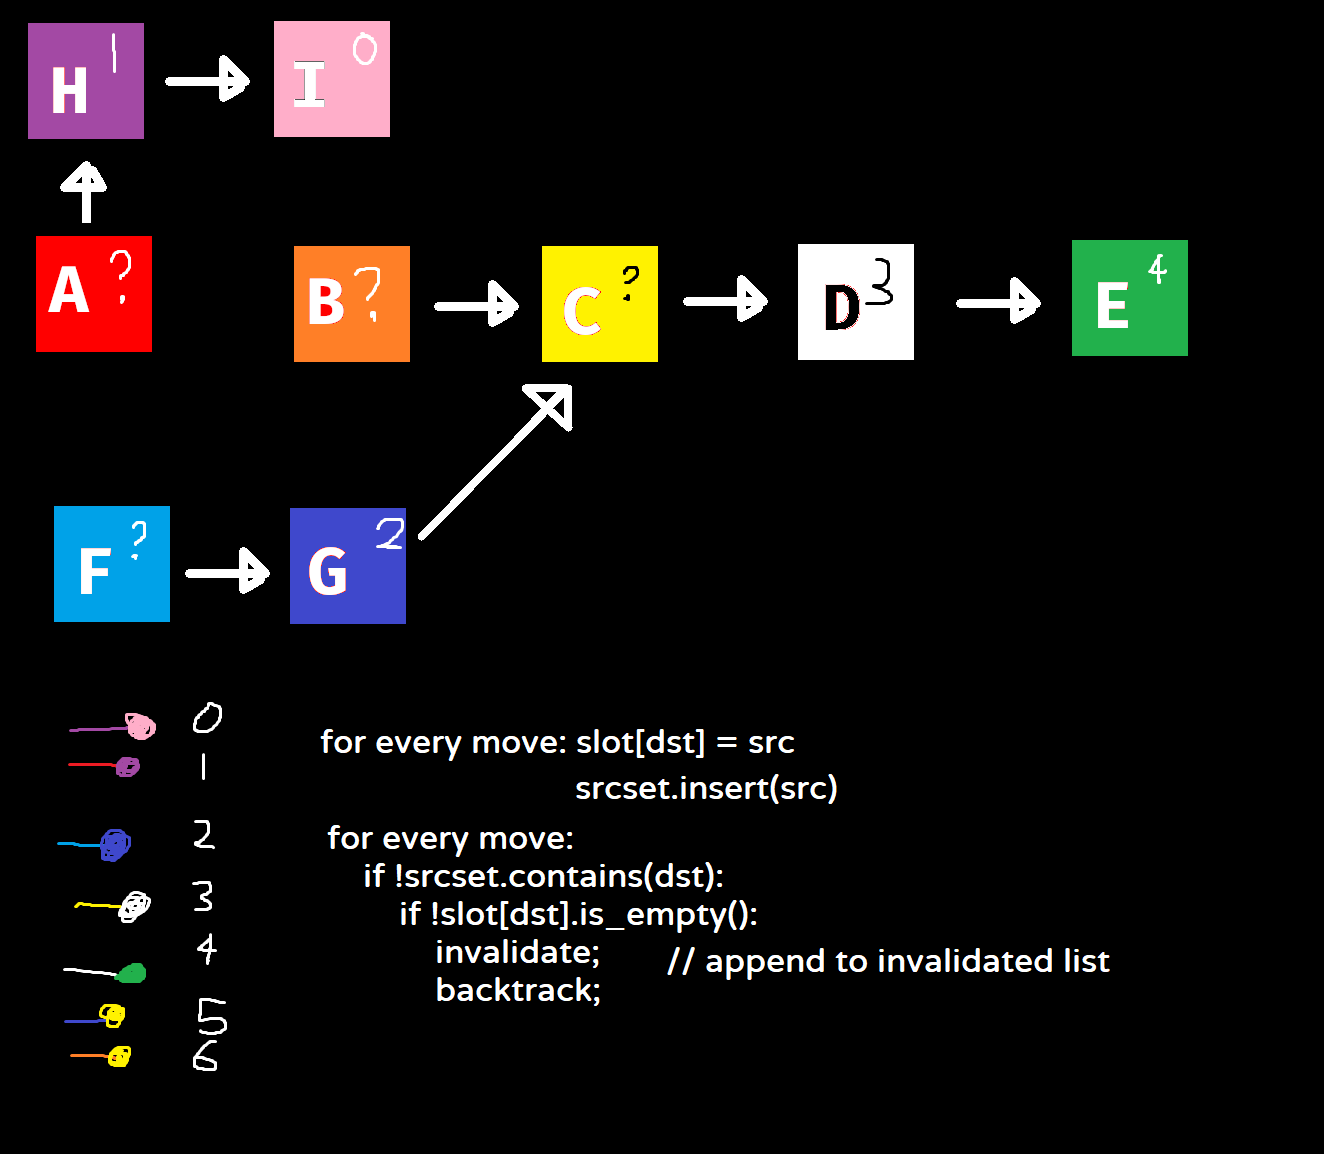 H 1
I 0
A ?
B ?
C ?
D 3
E 4
F ?
G 2
0
1
2
3
4
5
6
for every move: slot[dst] = src
srcset.insert(src)
for every move:
if !srcset.contains(dst):
if !slot[dst].is_empty():
invalidate; // append to invalidated list
backtrack;